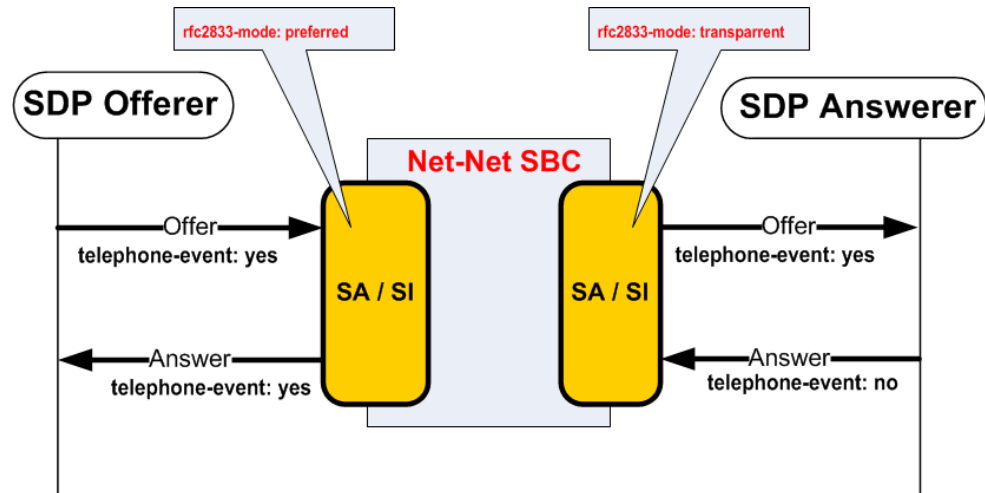 rfc2833-mode: preferred
rfc2833-mode: transparrent
SDP Offerer
SDP Answerer
Net-Net SBC
Offer
telephone-event: yes
Offer
telephone-event: yes
SA / SI
SA / SI
Answer
telephone-event: yes
Answer
telephone-event: no